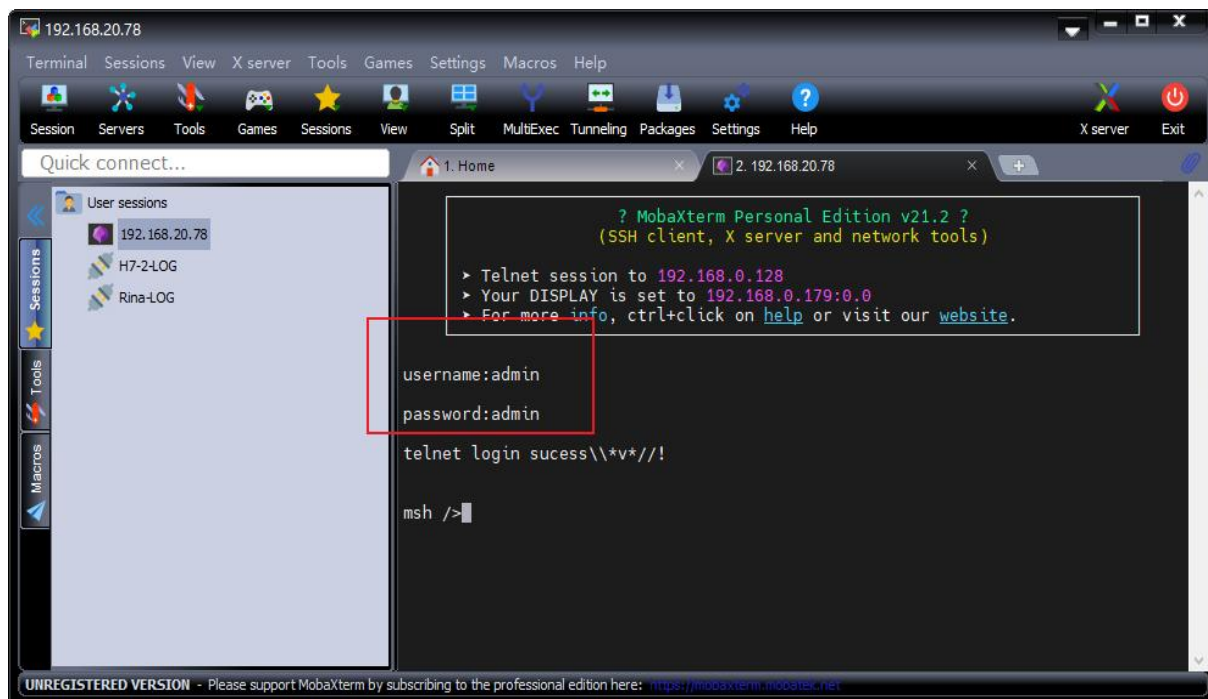 192.168.20.78
Terminal Sessions View X server Tools Games Settings Macros Help
Session Servers Tools Games Sessions View Split MultiExec Tunneling Packages Settings Help X server Exit
Quick connect...
1. Home
2. 192.168.20.78
User sessions
192.168.20.78
H7-2-LOG
Rina-LOG
Sessions
Tools
Macros
? MobaXterm Personal Edition v21.2 ?
(SSH client, X server and network tools)
➤ Telnet session to 192.168.0.128
➤ Your DISPLAY is set to 192.168.0.179:0.0
➤ For more info, ctrl+click on help or visit our website.
username:admin
password:admin
telnet login sucess\\*v*//!
msh />
UNREGISTERED VERSION - Please support MobaXterm by subscribing to the professional edition here: https://mobaxterm.mobatek.net